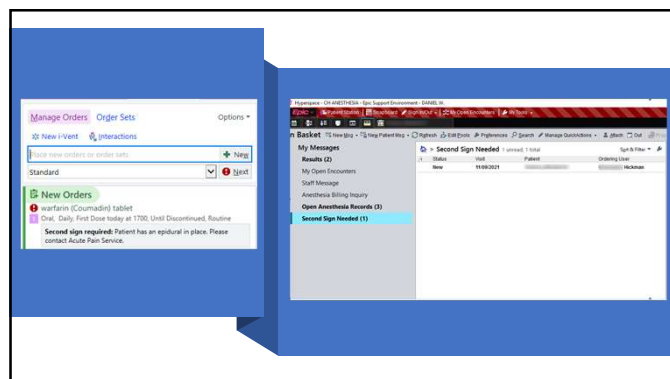 Manage Orders Order Sets Options
New i-Vent Interactions
Place new orders or order sets New
Standard Next
New Orders
warfarin (Coumadin) tablet
Oral, Daily, First Dose today at 1700, Until Discontinued, Routine
Second sign required: Patient has an epidural in place. Please
contact Acute Pain Service.
Hyperspace - CH ANESTHESIA - Epic Support Environment - DANIEL W.
Epic Patient Station Snapboard Sign In/Out My Open Encounters My Tools
n Basket New Msg New Patient Msg Refresh Edit Pools Preferences Search Manage QuickActions Attach Out
My Messages
Results (2)
My Open Encounters
Staff Message
Anesthesia Billing Inquiry
Open Anesthesia Records (3)
Second Sign Needed (1)
Second Sign Needed 1 unread, 1 total Sort & Filter
Status Visit Patient Ordering User
New 11/09/2021 Hickman